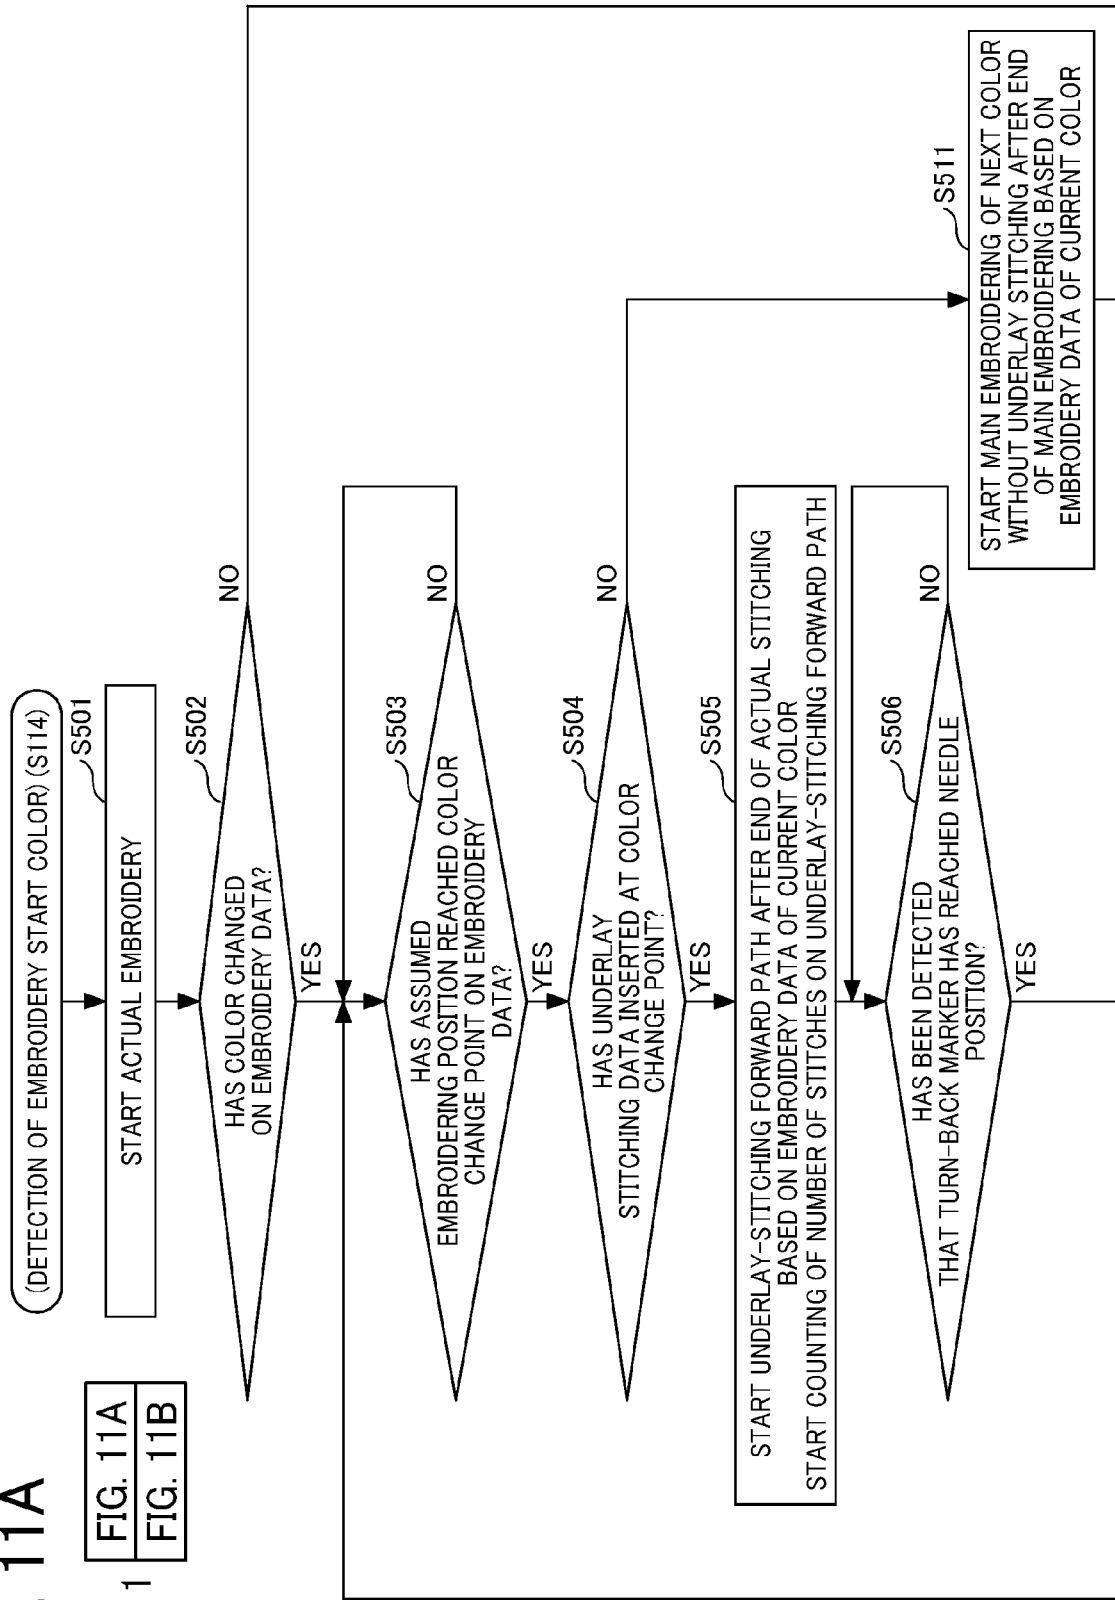 . 11A
1
FIG. 11A
FIG. 11B
(DETECTION OF EMBROIDERY START COLOR) (S114)
S501
START ACTUAL EMBROIDERY
S502
HAS COLOR CHANGED
ON EMBROIDERY DATA?
NO
YES
S503
HAS ASSUMED
EMBROIDERING POSITION REACHED COLOR
CHANGE POINT ON EMBROIDERY
DATA?
NO
YES
S504
HAS UNDERLAY
STITCHING DATA INSERTED AT COLOR
CHANGE POINT?
NO
YES
S505
START UNDERLAY-STITCHING FORWARD PATH AFTER END OF ACTUAL STITCHING
BASED ON EMBROIDERY DATA OF CURRENT COLOR
START COUNTING OF NUMBER OF STITCHES ON UNDERLAY-STITCHING FORWARD PATH
S506
HAS BEEN DETECTED
THAT TURN-BACK MARKER HAS REACHED NEEDLE
POSITION?
NO
YES
S511
START MAIN EMBROIDERING OF NEXT COLOR
WITHOUT UNDERLAY STITCHING AFTER END
OF MAIN EMBROIDERING BASED ON
EMBROIDERY DATA OF CURRENT COLOR